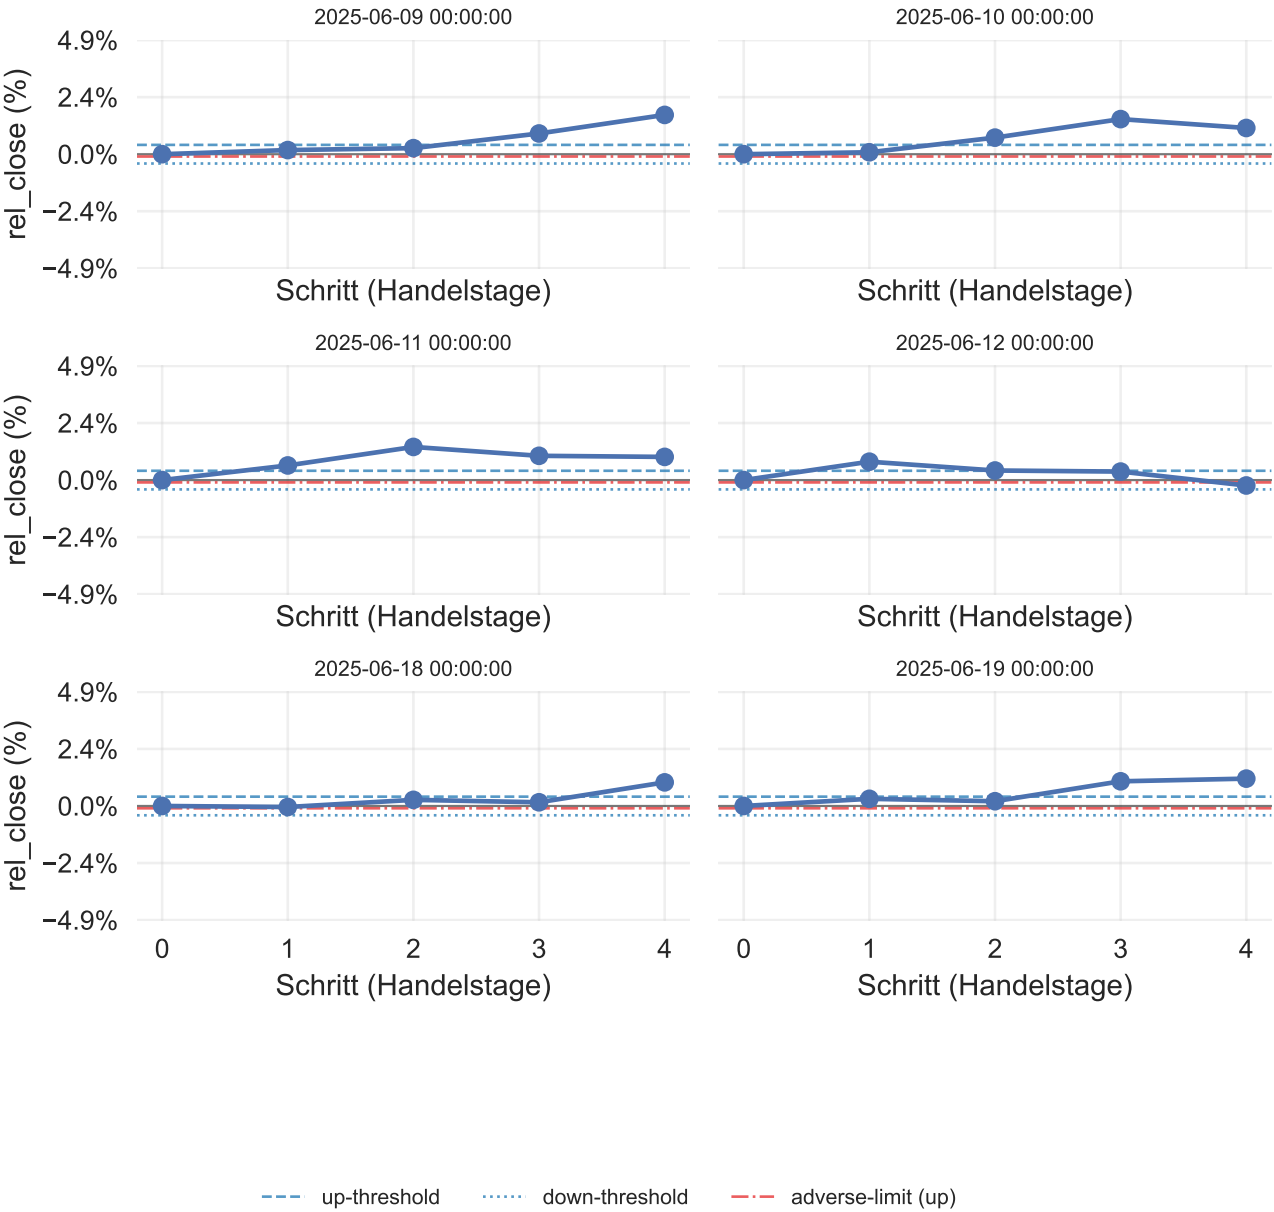 2025-06-09 00:00:00
2025-06-10 00:00:00
4.9%
2.4%
0.0%
−2.4%
−4.9%
rel_close (%)
Schritt (Handelstage)
Schritt (Handelstage)
2025-06-11 00:00:00
2025-06-12 00:00:00
4.9%
2.4%
0.0%
−2.4%
−4.9%
rel_close (%)
Schritt (Handelstage)
Schritt (Handelstage)
2025-06-18 00:00:00
2025-06-19 00:00:00
4.9%
2.4%
0.0%
−2.4%
−4.9%
rel_close (%)
0 1 2 3 4
0 1 2 3 4
Schritt (Handelstage)
Schritt (Handelstage)
up-threshold down-threshold adverse-limit (up)